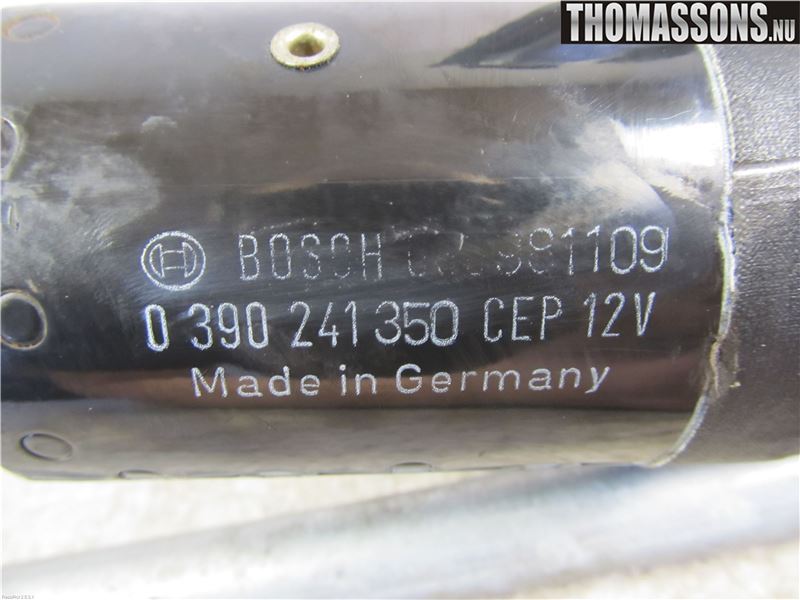 THOMASSONS.NU
BOSCH
0 390 241 350 CEP 12V
Made in Germany